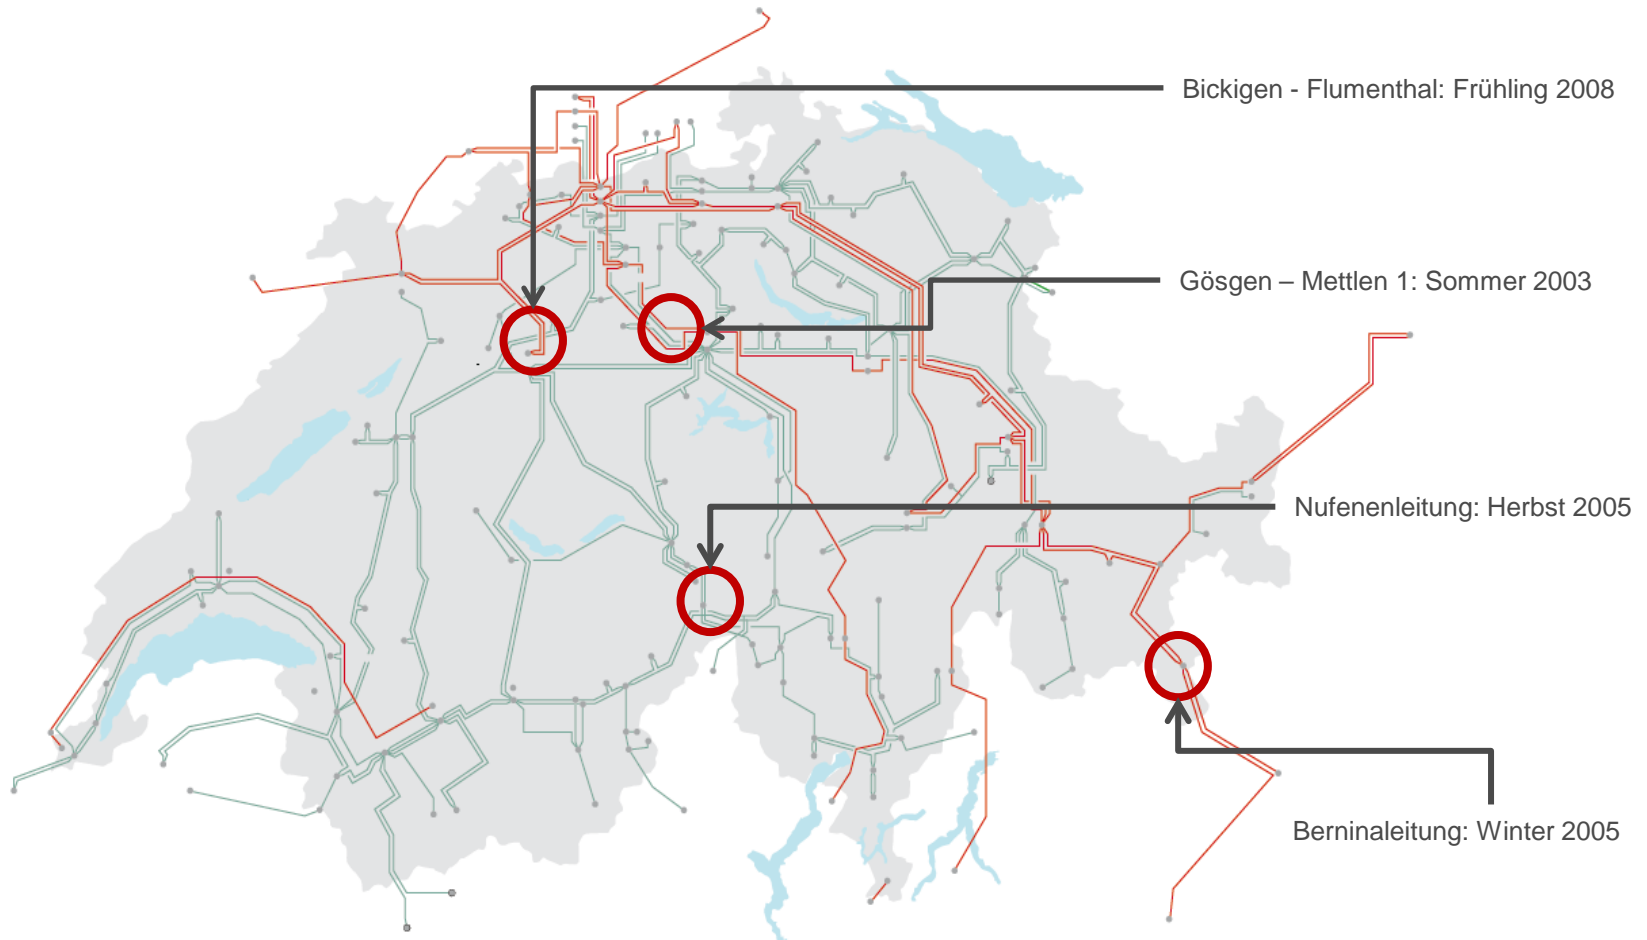 Bickigen - Flumenthal: Frühling 2008
Gösgen – Mettlen 1: Sommer 2003
Nufenenleitung: Herbst 2005
Berninaleitung: Winter 2005